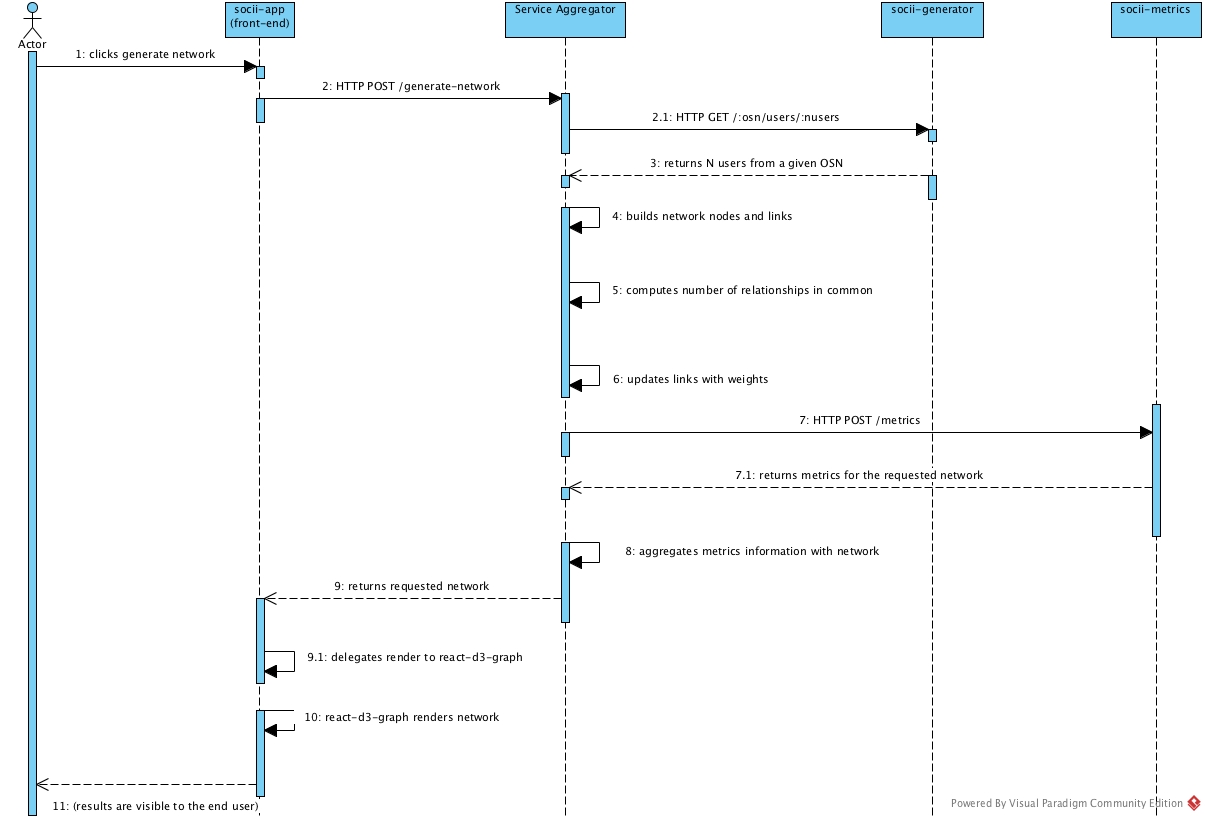 socii-app
(front-end)
Service Aggregator
socii-generator
socii-metrics
Actor
1: clicks generate network
2: HTTP POST /generate-network
2.1: HTTP GET /:osn/users/:nusers
3: returns N users from a given OSN
4: builds network nodes and links
5: computes number of relationships in common
6: updates links with weights
7: HTTP POST /metrics
7.1: returns metrics for the requested network
8: aggregates metrics information with network
9: returns requested network
9.1: delegates render to react-d3-graph
10: react-d3-graph renders network
11: (results are visible to the end user)
Powered By Visual Paradigm Community Edition